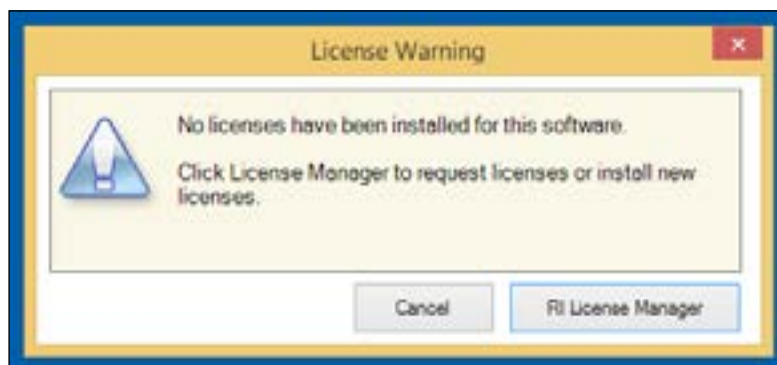 License Warning
No licenses have been installed for this software.
Click License Manager to request licenses or install new
licenses.
Cancel
RI License Manager